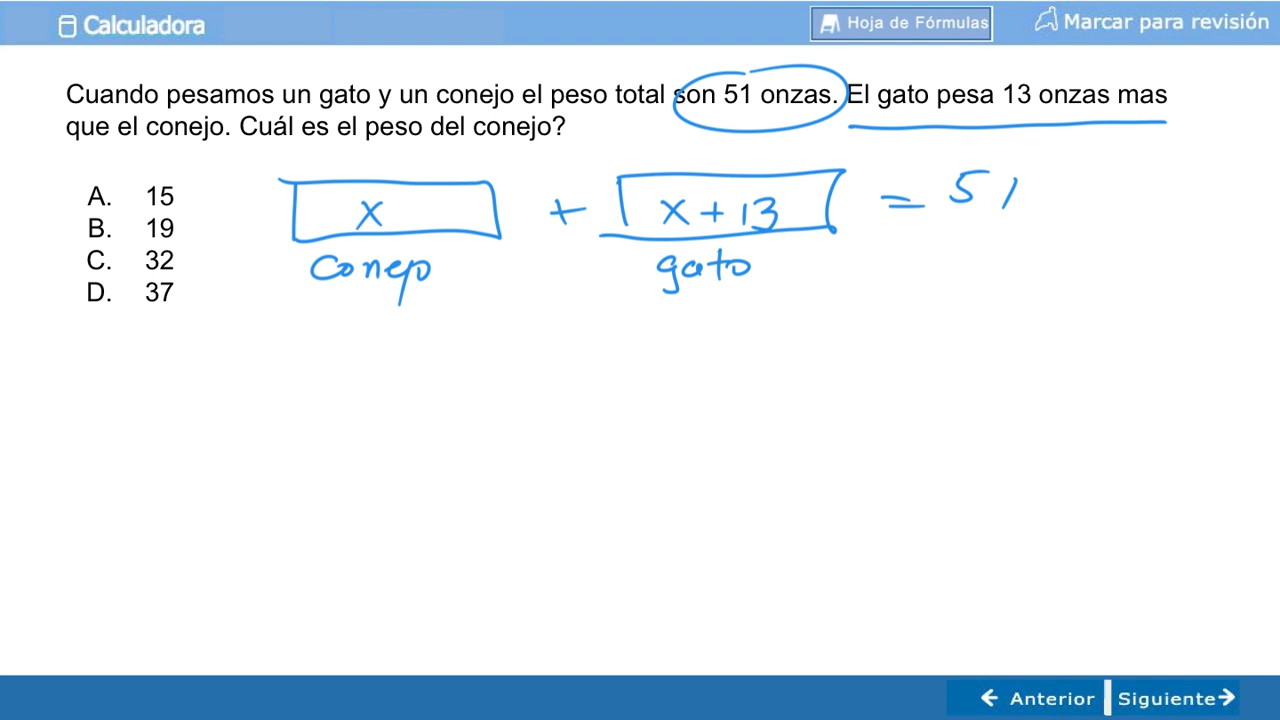 Calculadora
Hoja de Fórmulas
Marcar para revisión
Cuando pesamos un gato y un conejo el peso total son 51 onzas. El gato pesa 13 onzas mas
que el conejo. Cuál es el peso del conejo?
A. 15
B. 19
C. 32
D. 37
x + x + 13 = 51
conejo gato
Anterior
Siguiente